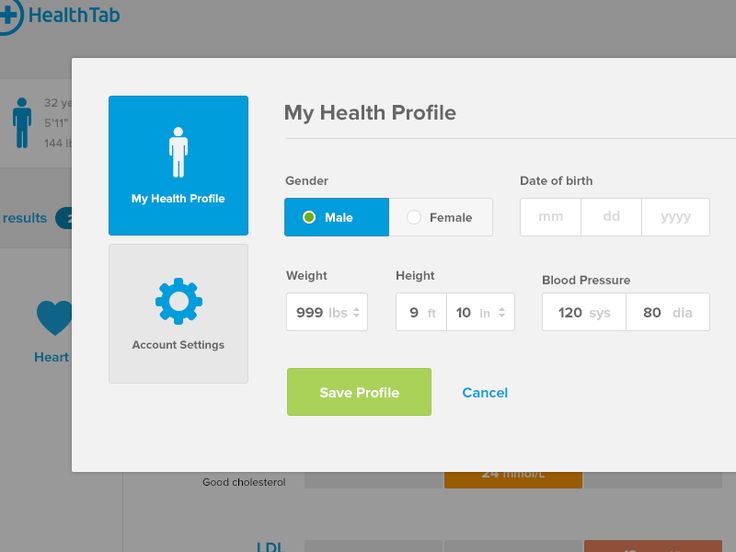 HealthTab
32 ye
5'11"
144 lb
results 2
Heart
My Health Profile
Account Settings
My Health Profile
Gender
Date of birth
Male
Female
mm
dd
yyyy
Weight
Height
Blood Pressure
999 lbs
9 ft
10 in
120 sys
80 dia
Save Profile
Cancel
24 mmol/L
Good cholesterol
LDL